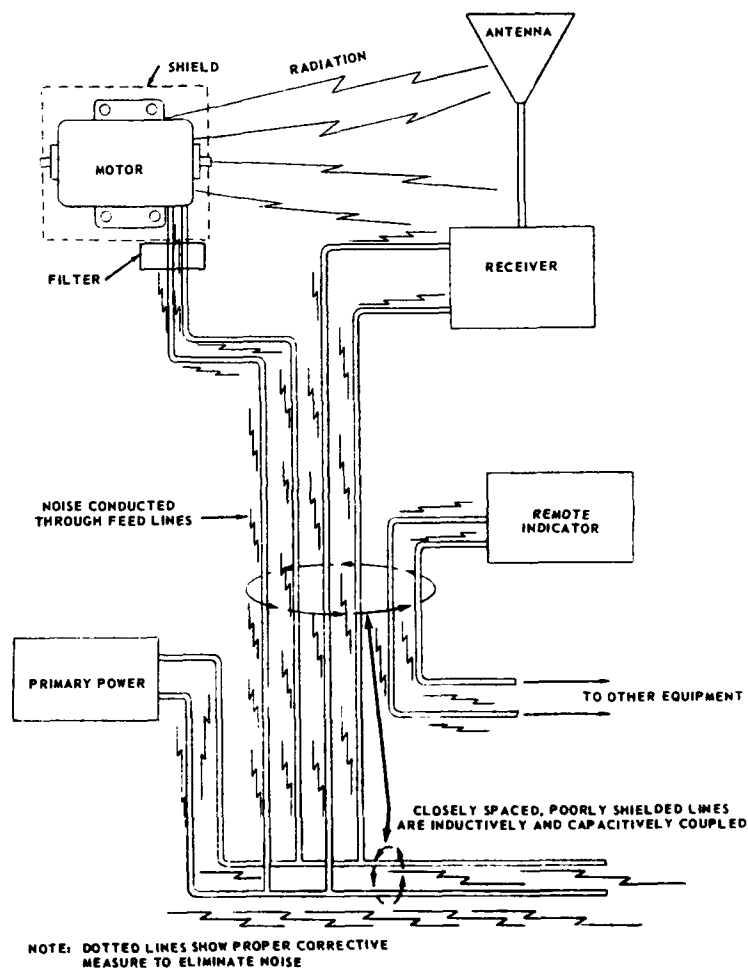 ANTENNA
SHIELD
RADIATION
MOTOR
RECEIVER
FILTER
NOISE CONDUCTED
THROUGH FEED LINES
REMOTE
INDICATOR
PRIMARY POWER
TO OTHER EQUIPMENT
CLOSELY SPACED, POORLY SHIELDED LINES
ARE INDUCTIVELY AND CAPACITIVELY COUPLED
NOTE: DOTTED LINES SHOW PROPER CORRECTIVE
MEASURE TO ELIMINATE NOISE